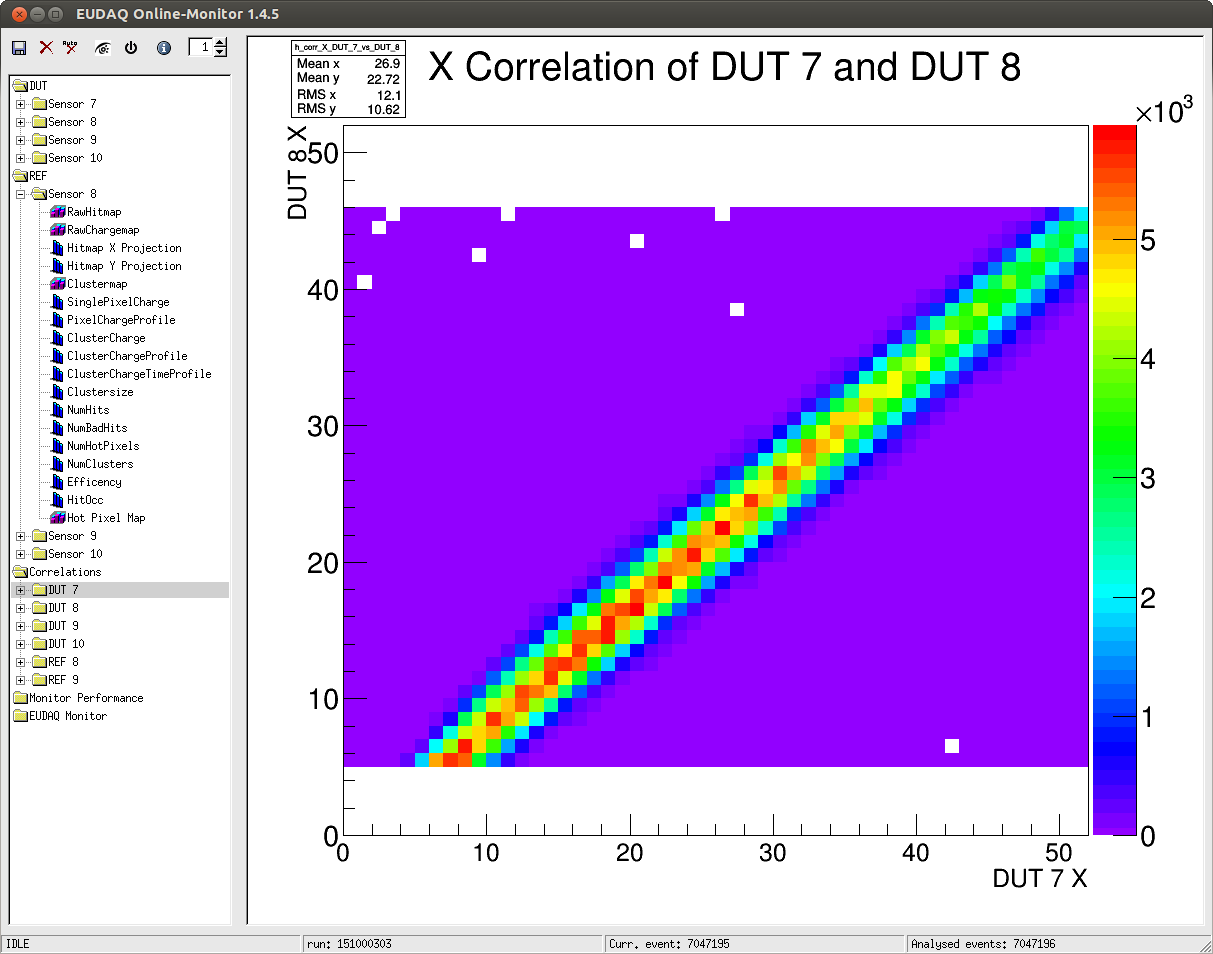 EUDAQ Online-Monitor 1.4.5
Auto
1
DUT
Sensor 7
Sensor 8
Sensor 9
Sensor 10
REF
Sensor 8
RawHitmap
RawChargemap
Hitmap X Projection
Hitmap Y Projection
Clustermap
SinglePixelCharge
PixelChargeProfile
ClusterCharge
ClusterChargeProfile
ClusterChargeTimeProfile
Clustersize
NumHits
NumBadHits
NumHotPixels
NumClusters
Efficency
HitOcc
Hot Pixel Map
Sensor 9
Sensor 10
Correlations
DUT 7
DUT 8
DUT 9
DUT 10
REF 8
REF 9
Monitor Performance
EUDAQ Monitor
h_corr_X_DUT_7_vs_DUT_8
Mean x 26.9
Mean y 22.72
RMS x 12.1
RMS y 10.62
X Correlation of DUT 7 and DUT 8
×10³
DUT 8 X
50
40
30
20
10
0
0 10 20 30 40 50
DUT 7 X
5
4
3
2
1
0
IDLE
run: 151000303
Curr. event: 7047195
Analysed events: 7047196